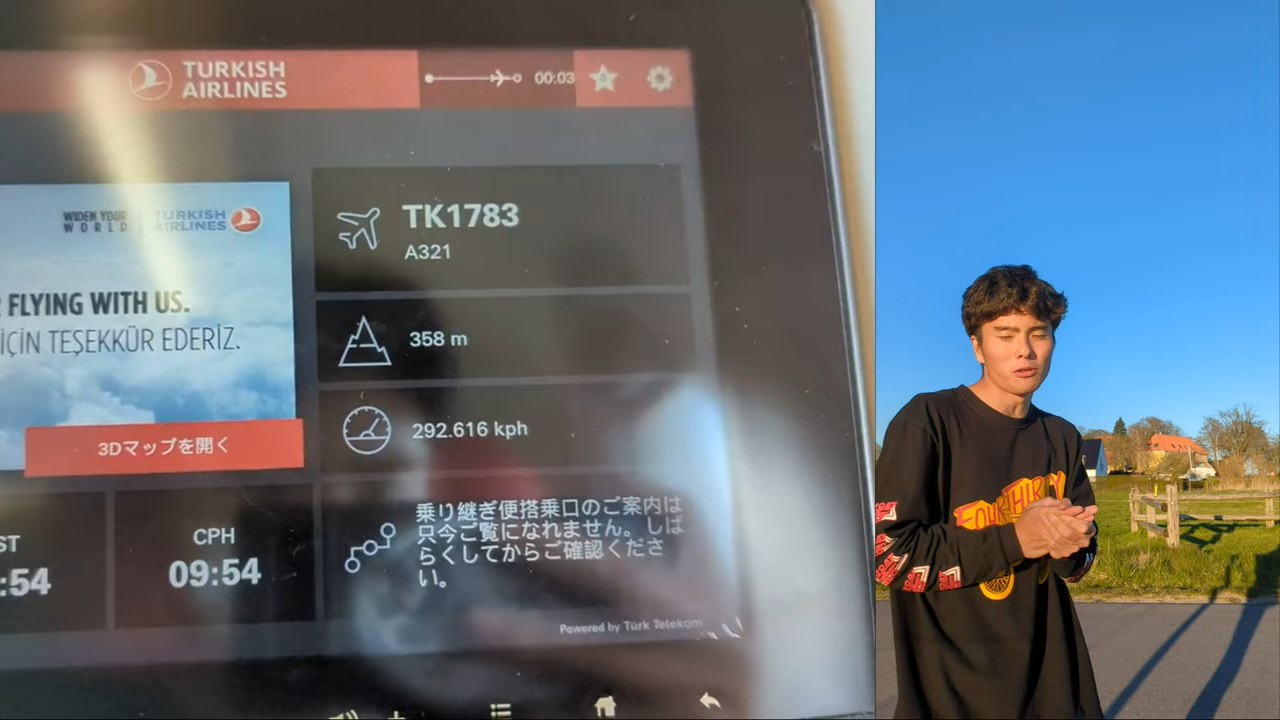 TURKISH
AIRLINES
00:03
0
WIDEN YOUR
WORLD
TURKISH
AIRLINES
FLYING WITH US.
İÇİN TEŞEKKÜR EDERİZ.
3Dマップを開く
TK1783
A321
358 m
292.616 kph
ST
:54
CPH
09:54
乗り継ぎ便搭乗口のご案内は
只今ご覧になれません。しば
らくしてからご確認くださ
い。
Powered by Türk Telekom